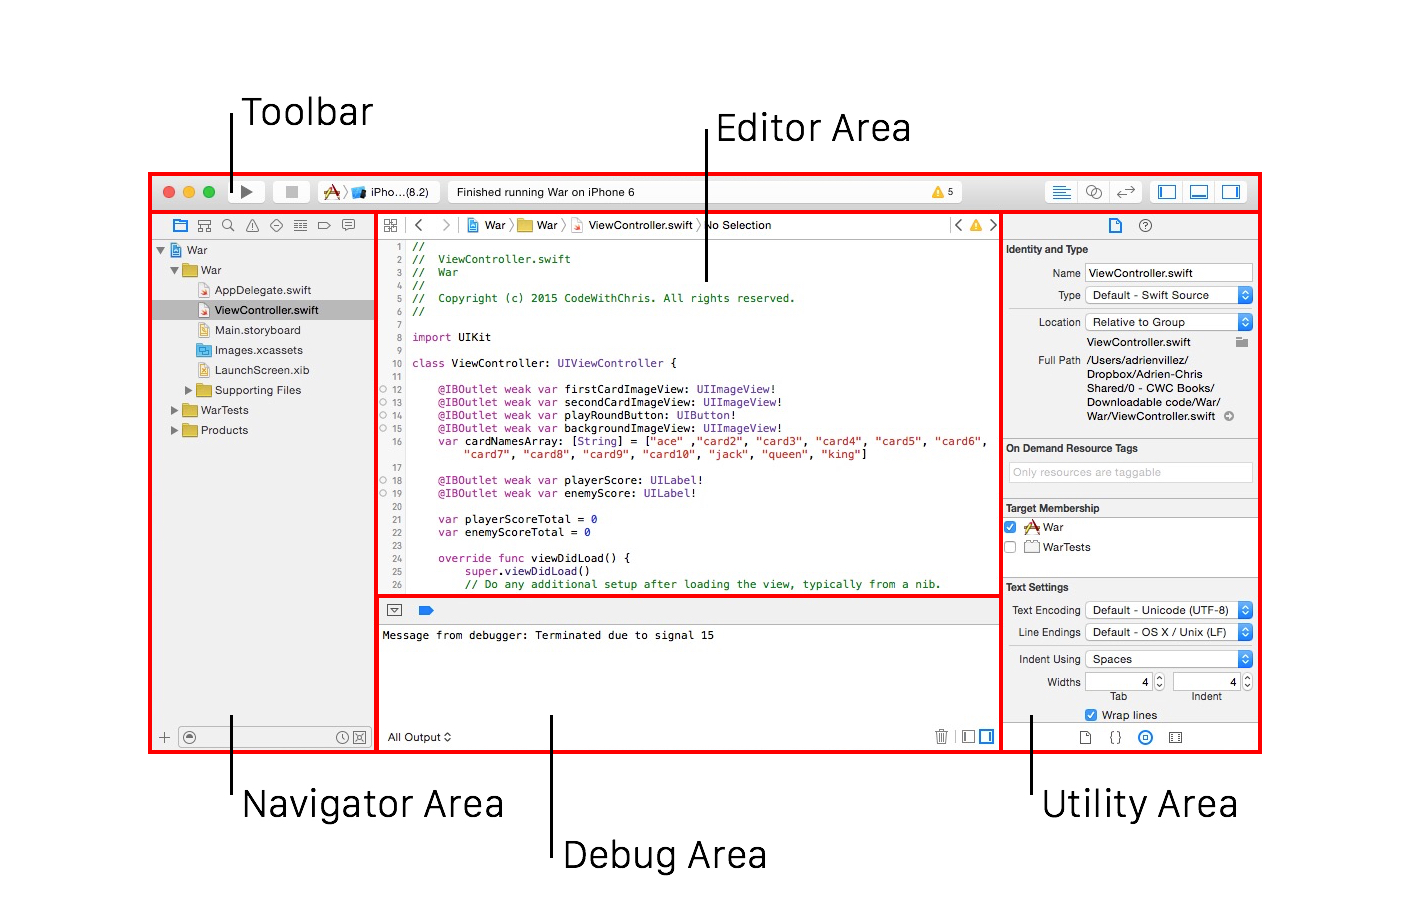 Toolbar
Editor Area
iPho...(8.2)
Finished running War on iPhone 6
5
War
War
ViewController.swift
No Selection
War
War
AppDelegate.swift
ViewController.swift
Main.storyboard
Images.xcassets
LaunchScreen.xib
Supporting Files
WarTests
Products
1 //
2 //  ViewController.swift
3 //  War
4 //
5 //  Copyright (c) 2015 CodeWithChris. All rights reserved.
6 //
7
8 import UIKit
9
10 class ViewController: UIViewController {
11
12 @IBOutlet weak var firstCardImageView: UIImageView!
13 @IBOutlet weak var secondCardImageView: UIImageView!
14 @IBOutlet weak var playRoundButton: UIButton!
15 @IBOutlet weak var backgroundImageView: UIImageView!
16 var cardNamesArray: [String] = ["ace" ,"card2", "card3", "card4", "card5", "card6",
"card7", "card8", "card9", "card10", "jack", "queen", "king"]
17
18 @IBOutlet weak var playerScore: UILabel!
19 @IBOutlet weak var enemyScore: UILabel!
20
21 var playerScoreTotal = 0
22 var enemyScoreTotal = 0
23
24 override func viewDidLoad() {
25 super.viewDidLoad()
26 // Do any additional setup after loading the view, typically from a nib.
Message from debugger: Terminated due to signal 15
All Output
Identity and Type
Name ViewController.swift
Type Default - Swift Source
Location Relative to Group
ViewController.swift
Full Path /Users/adrienvillez/
Dropbox/Adrien-Chris
Shared/0 - CWC Books/
Downloadable code/War/
War/ViewController.swift
On Demand Resource Tags
Only resources are taggable
Target Membership
War
WarTests
Text Settings
Text Encoding Default - Unicode (UTF-8)
Line Endings Default - OS X / Unix (LF)
Indent Using Spaces
Widths 4 4
Tab Indent
Wrap lines
Navigator Area
Utility Area
Debug Area